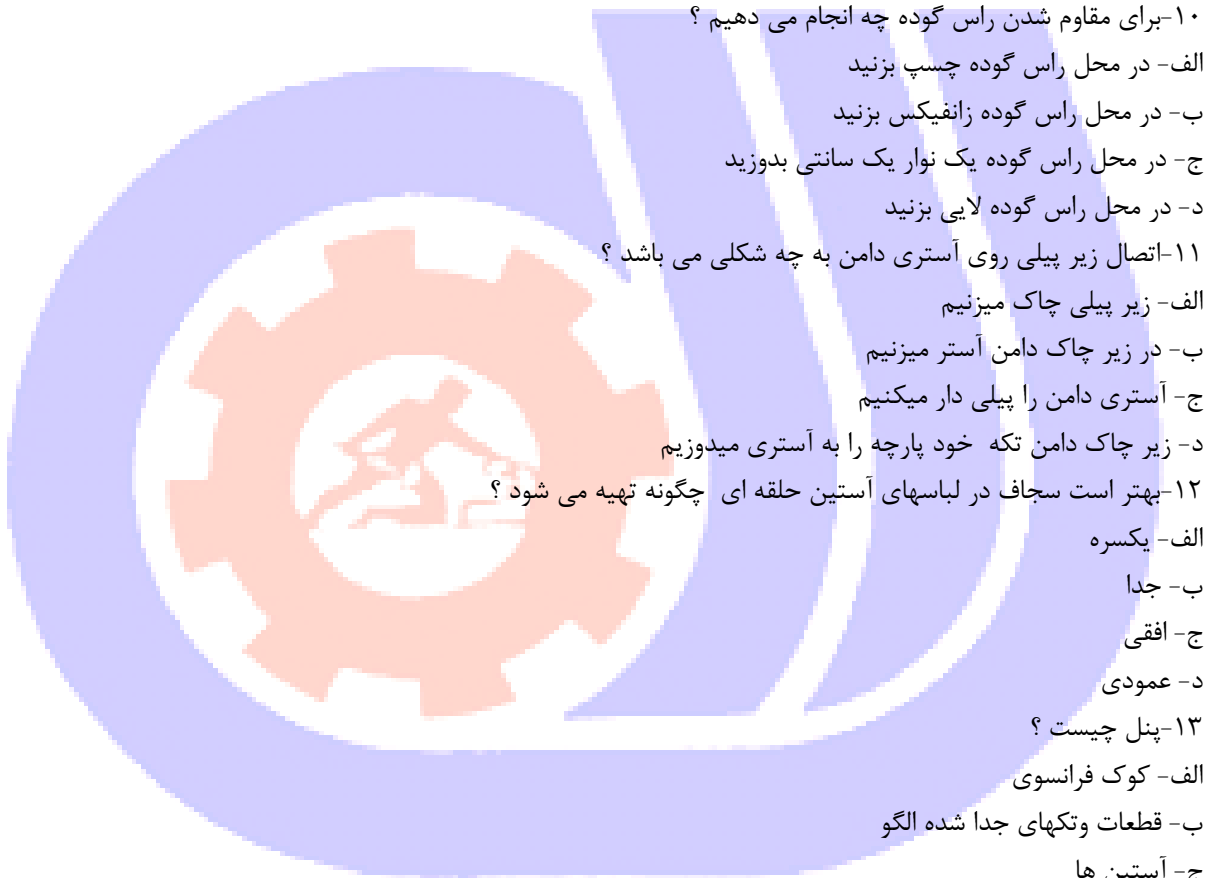 ۱۰-برای مقاوم شدن راس گوده چه انجام می دهیم ؟
الف- در محل راس گوده چسپ بزنید
ب- در محل راس گوده زانفیکس بزنید
ج- در محل راس گوده یک نوار یک سانتی بدوزید
د- در محل راس گوده لایی بزنید
۱۱-اتصال زیر پیلی روی آستری دامن به چه شکلی می باشد ؟
الف- زیر پیلی چاک میزنیم
ب- در زیر چاک دامن آستر میزنیم
ج- آستری دامن را پیلی دار میکنیم
د- زیر چاک دامن تکه خود پارچه را به آستری میدوزیم
۱۲-بهتر است سجاف در لباسهای آستین حلقه ای چگونه تهیه می شود ؟
الف- یکسره
ب- جدا
ج- افقی
د- عمودی
۱۳-پنل چیست ؟
الف- کوک فرانسوی
ب- قطعات وتکهای جدا شده الگو
ج- آستین ها